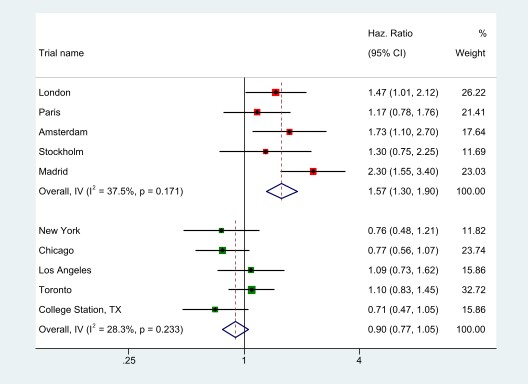 Haz. Ratio %
Trial name (95% CI) Weight
London 1.47 (1.01, 2.12) 26.22
Paris 1.17 (0.78, 1.76) 21.41
Amsterdam 1.73 (1.10, 2.70) 17.64
Stockholm 1.30 (0.75, 2.25) 11.69
Madrid 2.30 (1.55, 3.40) 23.03
Overall, IV (I² = 37.5%, p = 0.171) 1.57 (1.30, 1.90) 100.00
New York 0.76 (0.48, 1.21) 11.82
Chicago 0.77 (0.56, 1.07) 23.74
Los Angeles 1.09 (0.73, 1.62) 15.86
Toronto 1.10 (0.83, 1.45) 32.72
College Station, TX 0.71 (0.47, 1.05) 15.86
Overall, IV (I² = 28.3%, p = 0.233) 0.90 (0.77, 1.05) 100.00
.25 1 4